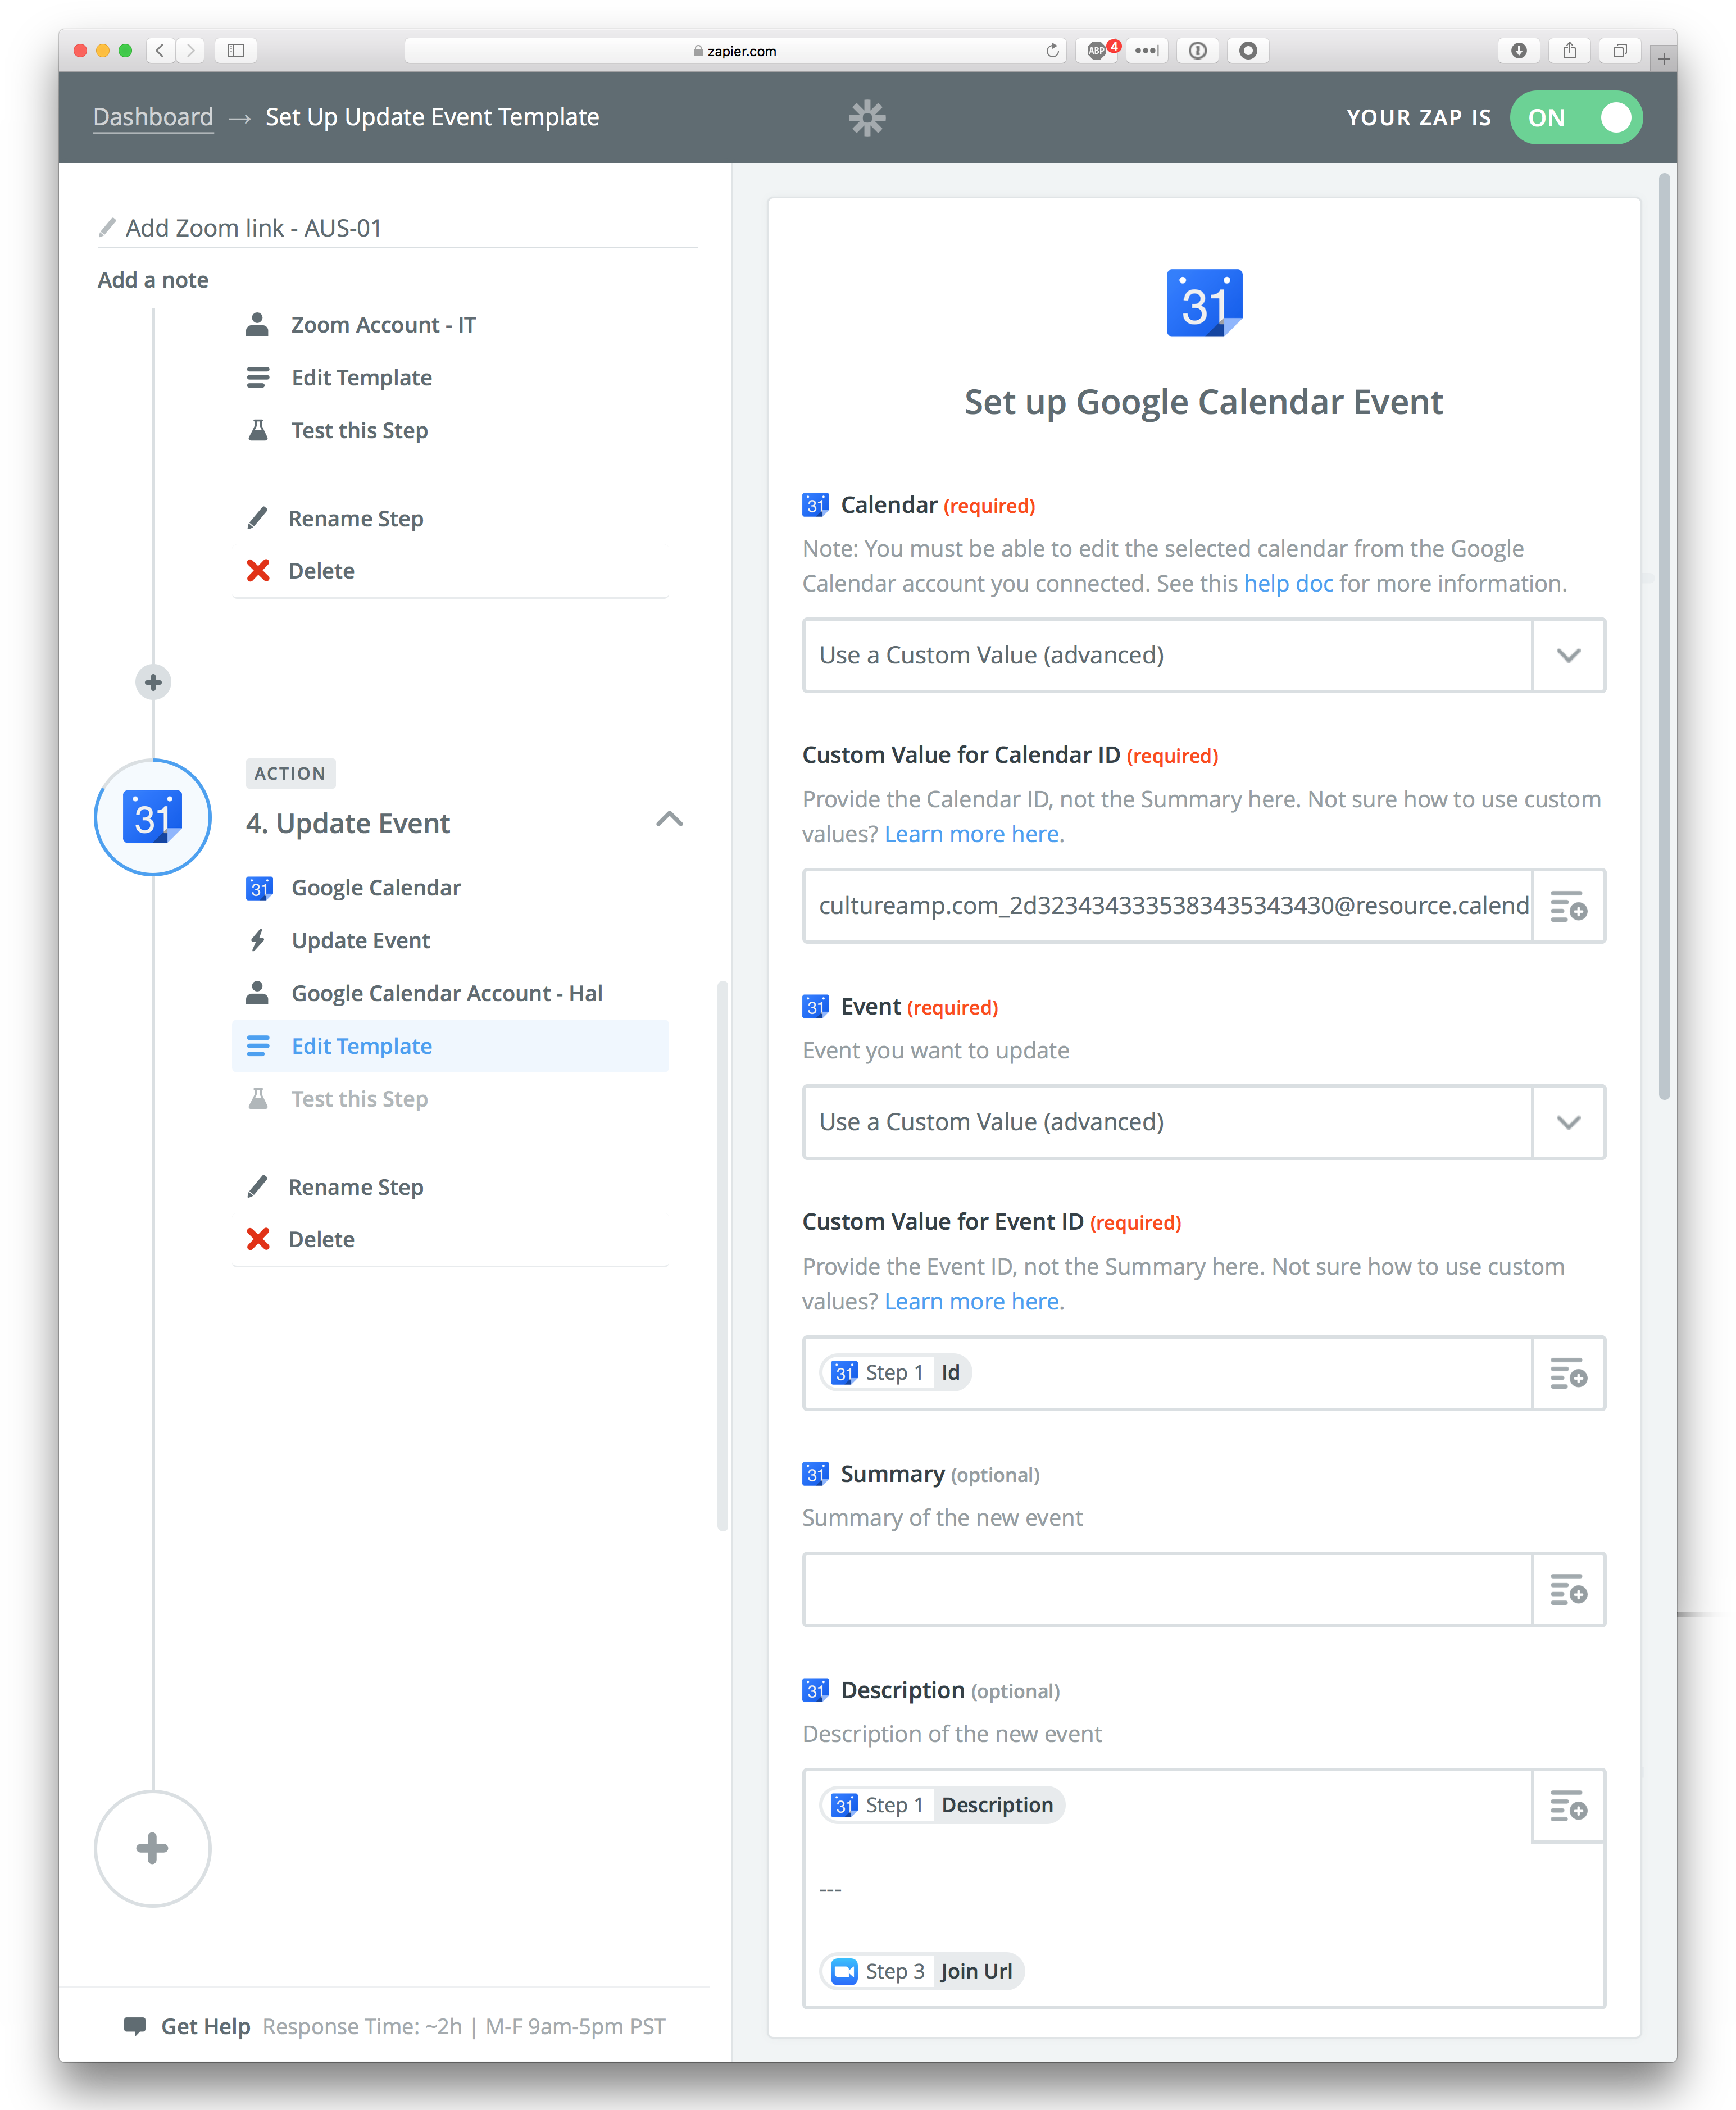 zapier.com
ABP 4
Dashboard → Set Up Update Event Template
YOUR ZAP IS ON
Add Zoom link - AUS-01
Add a note
Zoom Account - IT
Edit Template
Test this Step
Rename Step
Delete
ACTION
31
4. Update Event
31 Google Calendar
Update Event
Google Calendar Account - Hal
Edit Template
Test this Step
Rename Step
Delete
Get Help Response Time: ~2h | M-F 9am-5pm PST
31
Set up Google Calendar Event
31 Calendar (required)
Note: You must be able to edit the selected calendar from the Google
Calendar account you connected. See this help doc for more information.
Use a Custom Value (advanced)
Custom Value for Calendar ID (required)
Provide the Calendar ID, not the Summary here. Not sure how to use custom
values? Learn more here.
cultureamp.com_2d3234343335383435343430@resource.calend
31 Event (required)
Event you want to update
Use a Custom Value (advanced)
Custom Value for Event ID (required)
Provide the Event ID, not the Summary here. Not sure how to use custom
values? Learn more here.
31 Step 1 Id
31 Summary (optional)
Summary of the new event
31 Description (optional)
Description of the new event
31 Step 1 Description
---
Step 3 Join Url